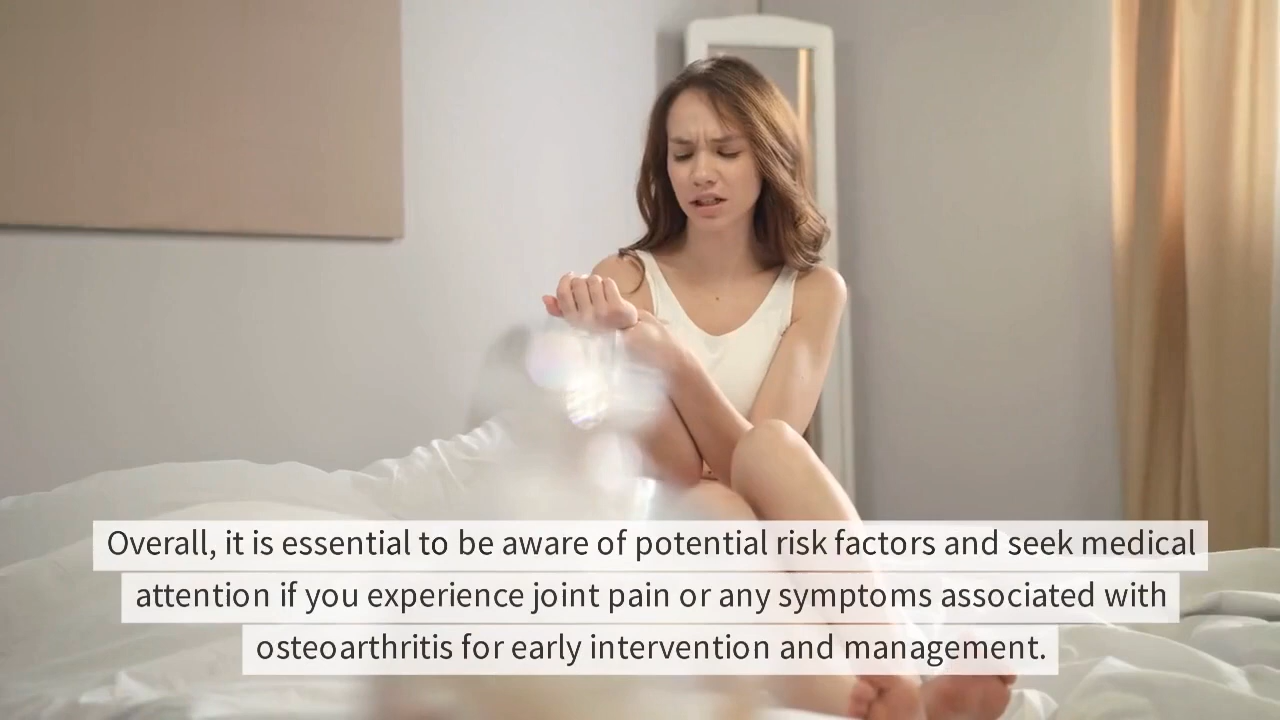 Overall, it is essential to be aware of potential risk factors and seek medical
attention if you experience joint pain or any symptoms associated with
osteoarthritis for early intervention and management.